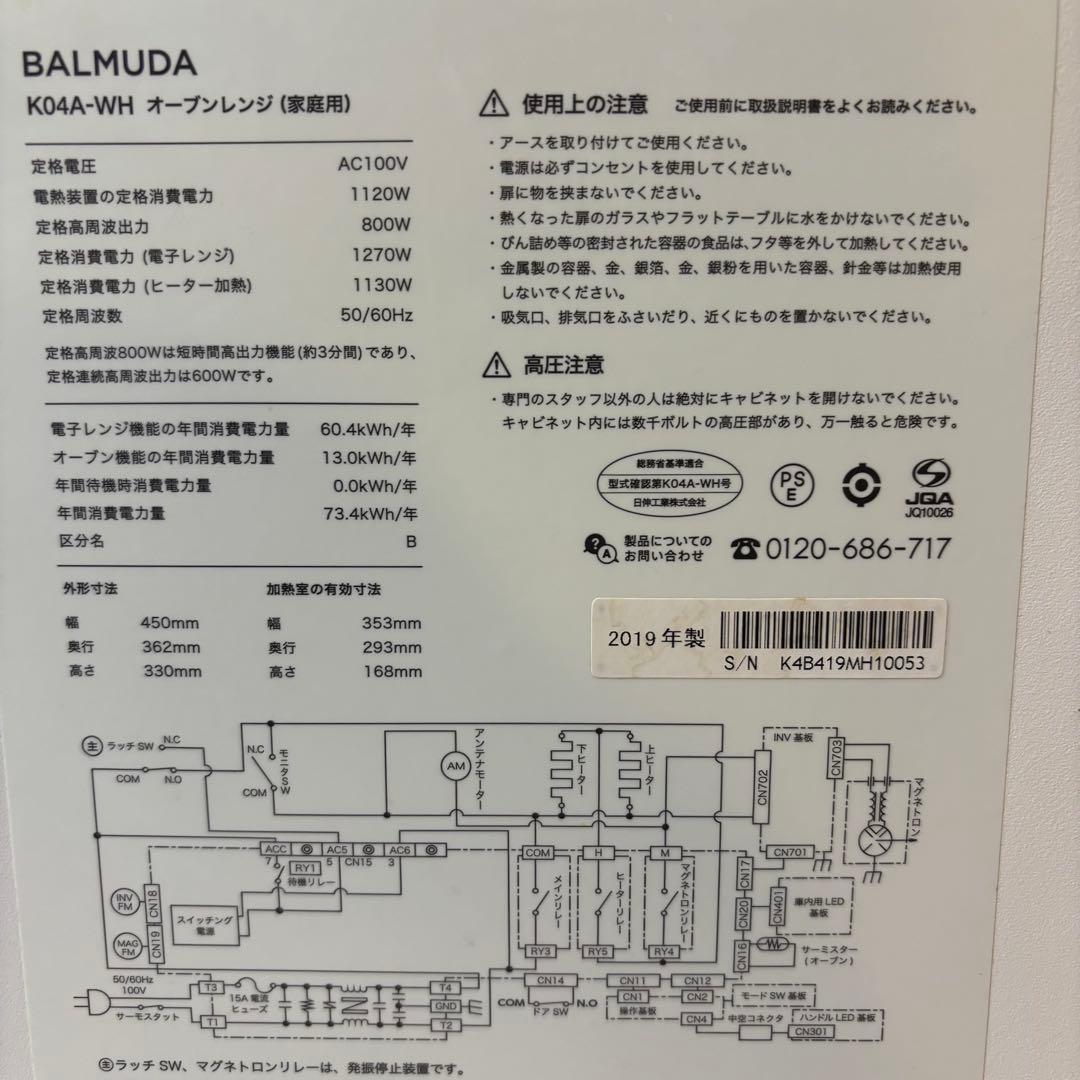 BALMUDA
K04A-WH オーブンレンジ (家庭用)
定格電圧 AC100V
電熱装置の定格消費電力 1120W
定格高周波出力 800W
定格消費電力 (電子レンジ) 1270W
定格消費電力 (ヒーター加熱) 1130W
定格周波数 50/60Hz
定格高周波800Wは短時間高出力機能(約3分間)であり、
定格連続高周波出力は600Wです。
電子レンジ機能の年間消費電力量 60.4kWh/年
オーブン機能の年間消費電力量 13.0kWh/年
年間待機時消費電力量 0.0kWh/年
年間消費電力量 73.4kWh/年
区分名 B
外形寸法 加熱室の有効寸法
幅 450mm 幅 353mm
奥行 362mm 奥行 293mm
高さ 330mm 高さ 168mm
使用上の注意 ご使用前に取扱説明書をよくお読みください。
・アースを取り付けてご使用ください。
・電源は必ずコンセントを使用してください。
・扉に物を挟まないでください。
・熱くなった扉のガラスやフラットテーブルに水をかけないでください。
・びん詰め等の密封された容器の食品は、フタ等を外して加熱してください。
・金属製の容器、金、銀箔、金、銀粉を用いた容器、針金等は加熱使用
しないでください。
・吸気口、排気口をふさいだり、近くにものを置かないでください。
高圧注意
・専門のスタッフ以外の人は絶対にキャビネットを開けないでください。
キャビネット内には数千ボルトの高圧部があり、万一触ると危険です。
総務省基準適合
型式確認第K04A-WH号
日伸工業株式会社
PS
E
JQA
JQ10026
? A 製品についての
お問い合わせ
0120-686-717
2019年製
S/N K4B419MH10053
主 ラッチSW N.C
COM N.O
N.C
モニタSW
COM
AM
アンテナモーター
下ヒーター
上ヒーター
INV基板
CN702
CN703
マグネトロン
CN701
ACC AC5 AC6
7 5 CN15 3
RY1
待機リレー
COM H M
メインリレー
ヒーターリレー
マグネトロンリレー
RY3 RY5 RY4
CN17
CN20
CN16
CN401
庫内用LED
基板
サーミスター
(オーブン)
INV
FM
CN18
MAG
FM
CN19
スイッチング
電源
50/60Hz
100V
サーモスタット
T3
15A電流
ヒューズ
T1
T4
GND
T2
CN14
COM N.O
ドアSW
CN11 CN12
CN1 CN2
操作基板
モードSW基板
CN4
中空コネクタ
ハンドルLED基板
CN301
主ラッチSW、マグネトロンリレーは、発振停止装置です。